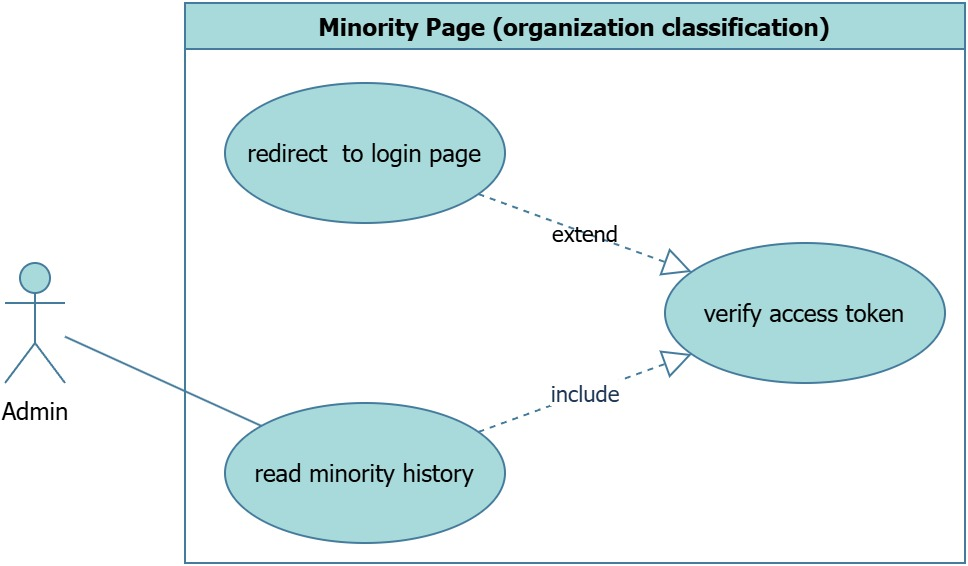 Minority Page (organization classification)
redirect  to login page
extend
verify access token
include
Admin
read minority history